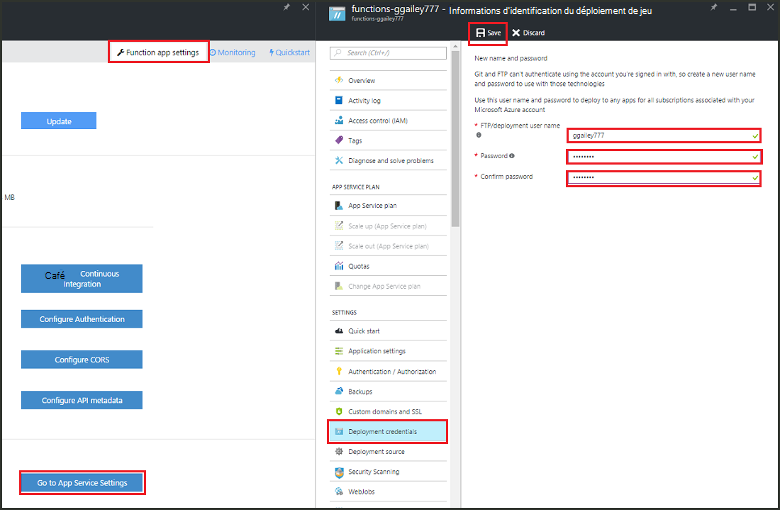 Function app settings
Monitoring
Quickstart
Update
MB
Café Continuous
Integration
Configure Authentication
Configure CORS
Configure API metadata
Go to App Service Settings
functions-ggailey777 - Informations d'identification du déploiement de jeu
functions-ggailey777
Search (Ctrl+/)
Overview
Activity log
Access control (IAM)
Tags
Diagnose and solve problems
APP SERVICE PLAN
App Service plan
Scale up (App Service plan)
Scale out (App Service plan)
Quotas
Change App Service plan
SETTINGS
Quick start
Application settings
Authentication / Authorization
Backups
Custom domains and SSL
Deployment credentials
Deployment source
Security Scanning
WebJobs
Save
Discard
New name and password
Git and FTP can't authenticate using the account you're signed in with, so create a new user name
and password to use with those technologies
Use this user name and password to deploy to any apps for all subscriptions associated with your
Microsoft Azure account
* FTP/deployment user name
ggailey777
* Password
* Confirm password